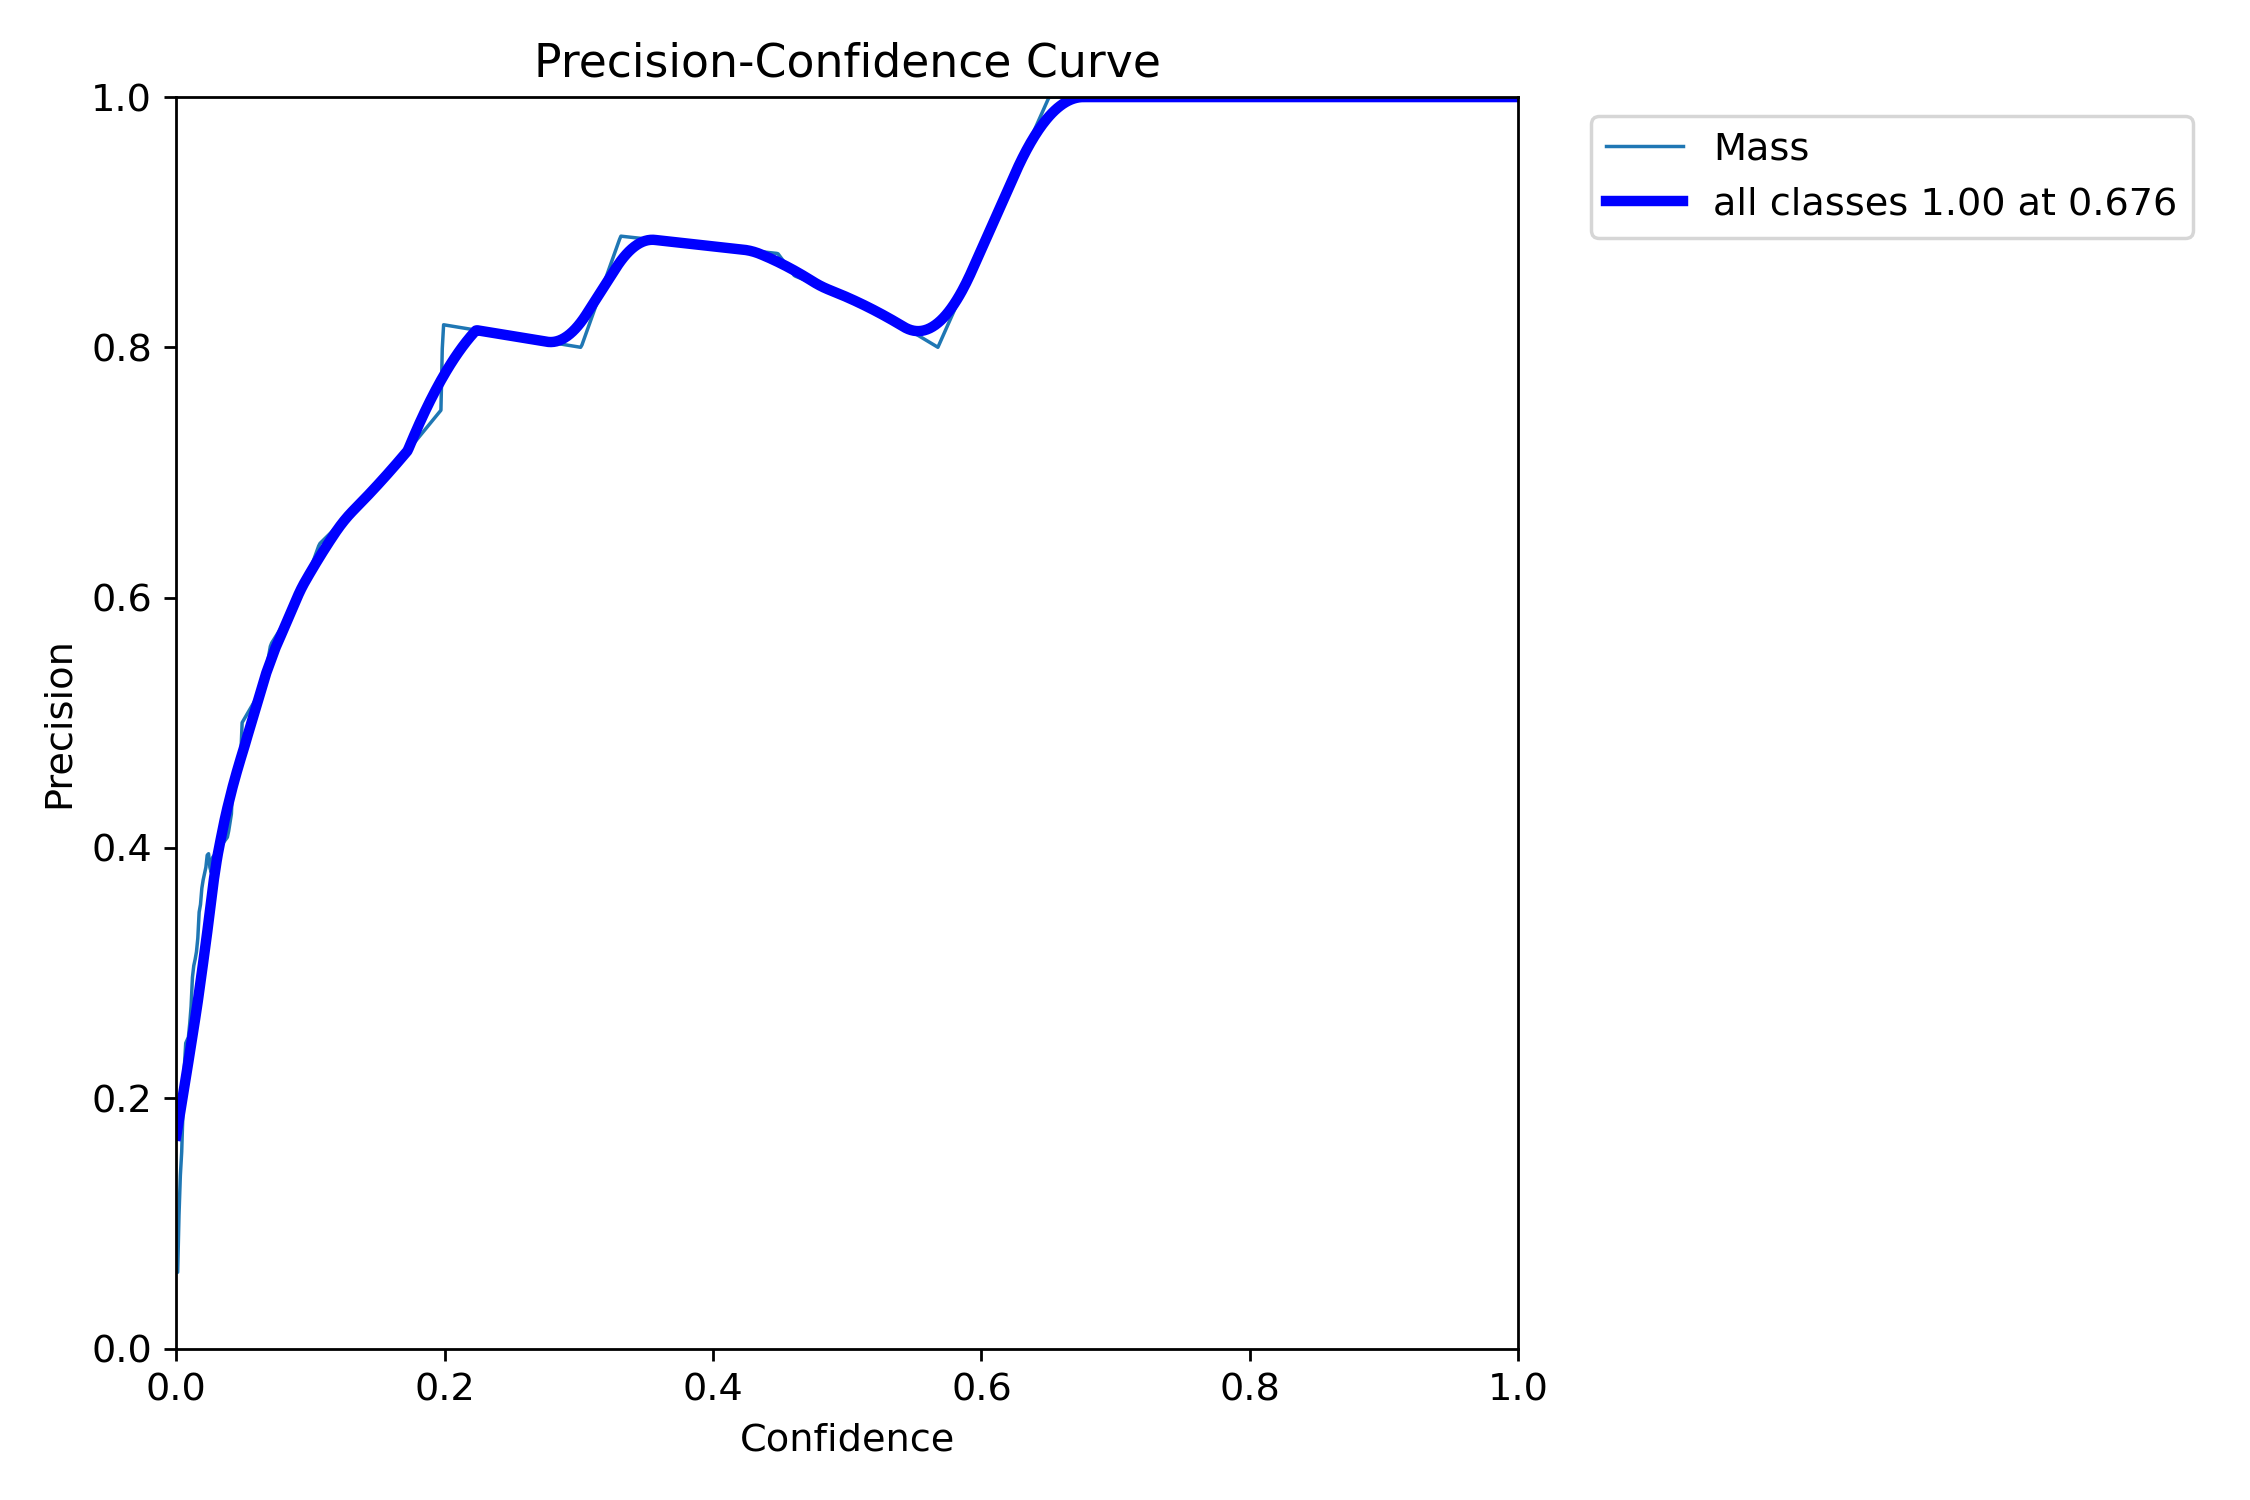 Precision-Confidence Curve
Mass
all classes 1.00 at 0.676
Precision
1.0
0.8
0.6
0.4
0.2
0.0
0.0 0.2 0.4 0.6 0.8 1.0
Confidence